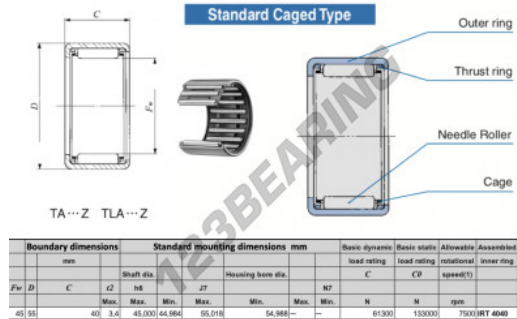 Standard Caged Type
C
D
Fw
Outer ring
Thrust ring
Needle Roller
Cage
TA···Z TLA···Z
123BEARING
Boundary dimensions Standard mounting dimensions mm Basic dynamic Basic static Allowable Assembled
mm load rating load rating rotational inner ring
Shaft dia. Housing bore dia. C C0 speed(1)
Fw D C t2 h6 J7 N7
Max. Max. Min. Max. Min. Max. N N rpm
45 55 40 3,4 45,000 44,984 55,018 54,988 — — 61300 133000 7500 IRT 4040